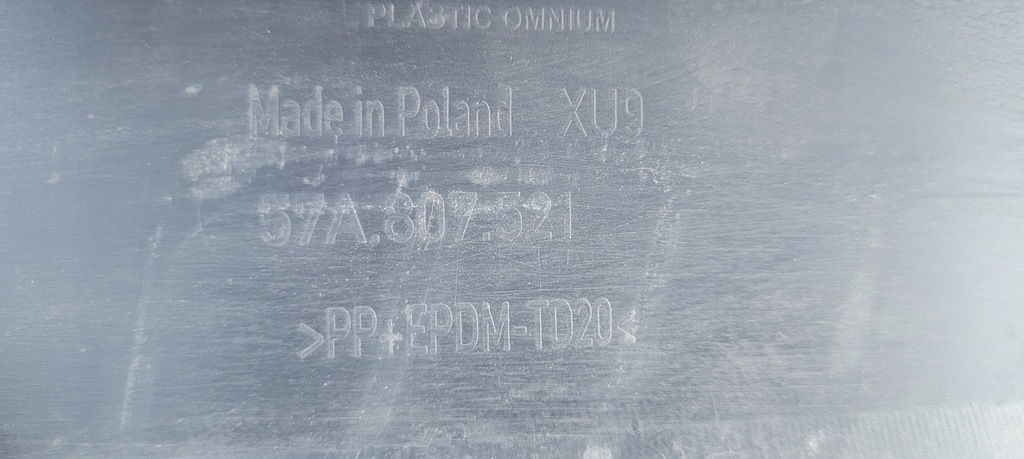 PLASTIC OMNIUM
Made in Poland XU9
57A.807.521
>PP+EPDM-TD20<